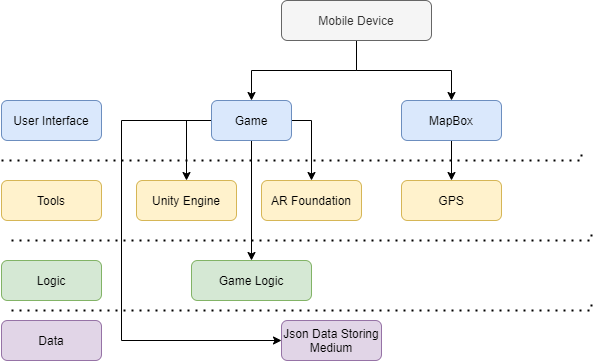 Mobile Device
User Interface
Game
MapBox
Tools
Unity Engine
AR Foundation
GPS
Logic
Game Logic
Data
Json Data Storing
Medium